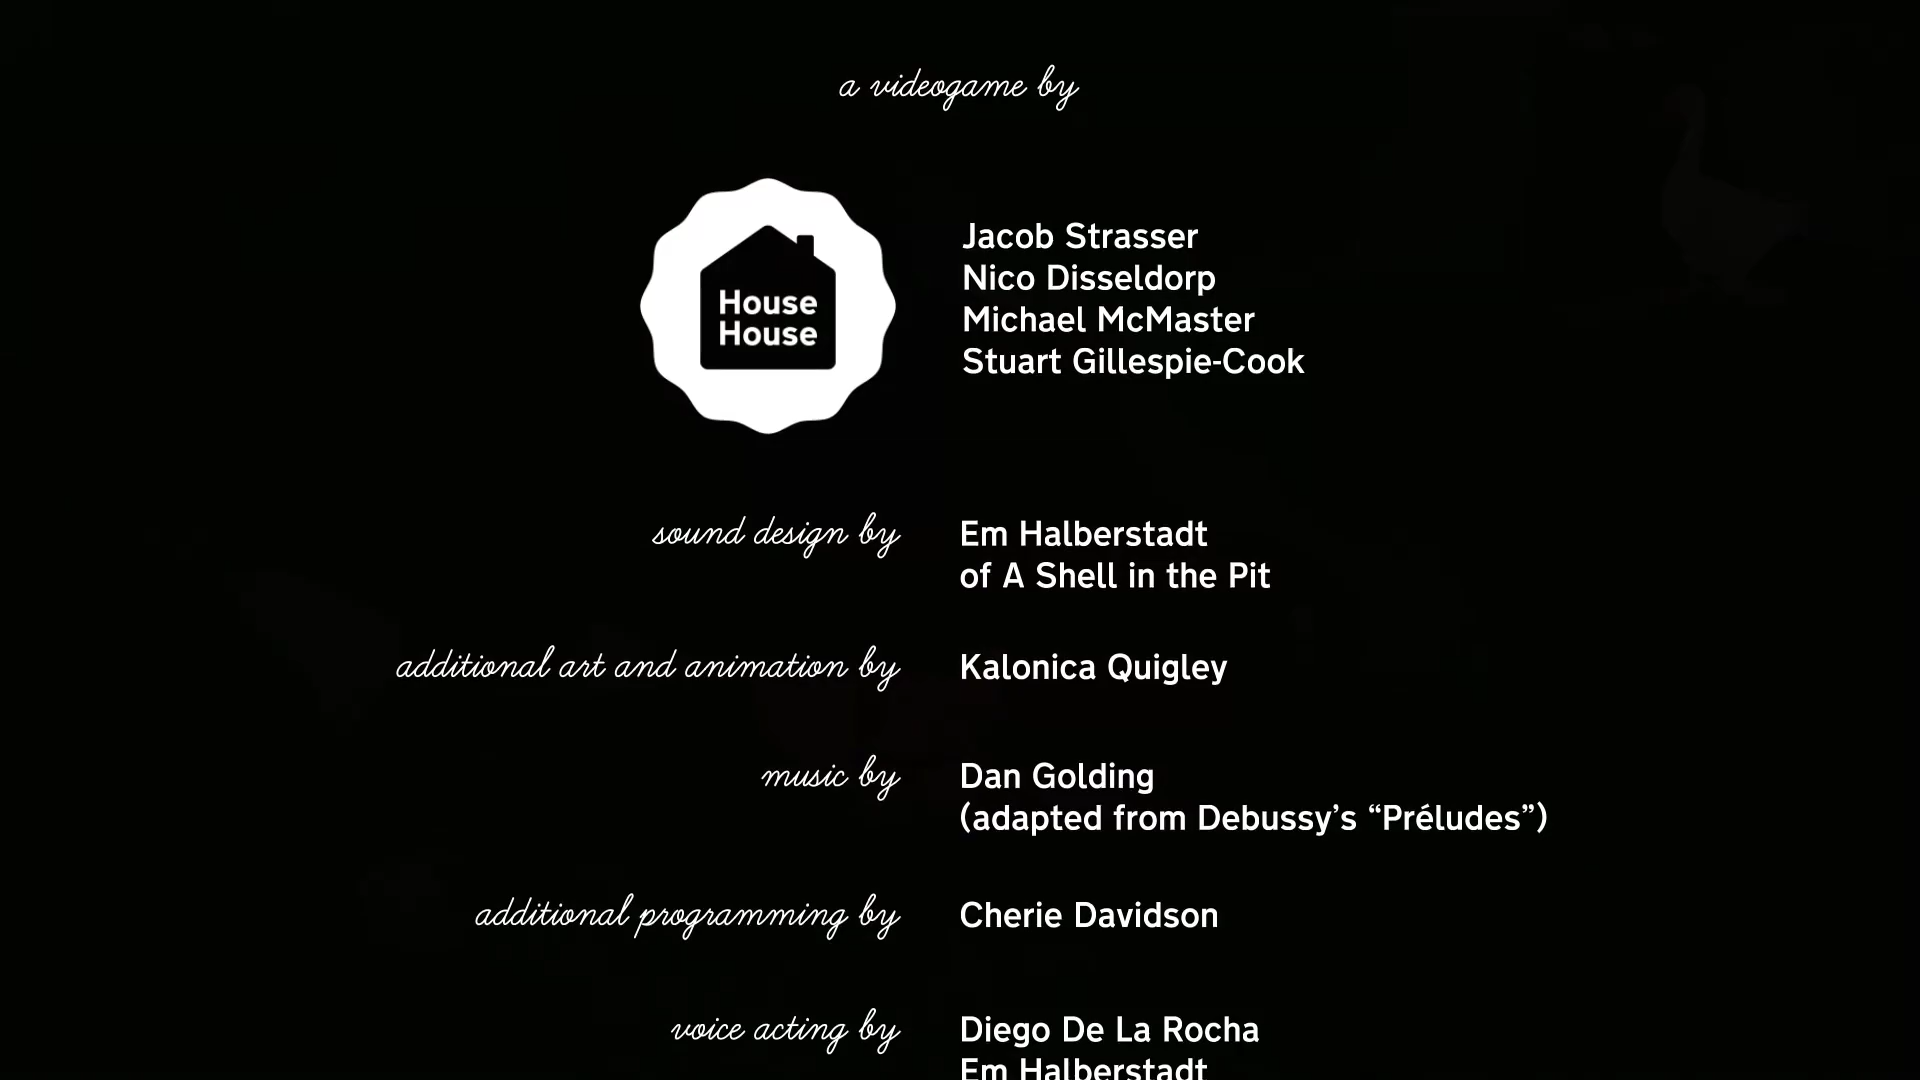 a videogame by
House
House
Jacob Strasser
Nico Disseldorp
Michael McMaster
Stuart Gillespie-Cook
sound design by
Em Halberstadt
of A Shell in the Pit
additional art and animation by
Kalonica Quigley
music by
Dan Golding
(adapted from Debussy’s “Préludes”)
additional programming by
Cherie Davidson
voice acting by
Diego De La Rocha
Em Halberstadt